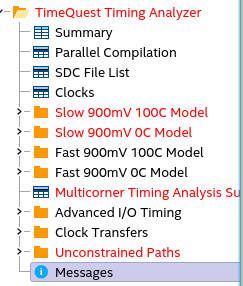 TimeQuest Timing Analyzer
Summary
Parallel Compilation
SDC File List
Clocks
Slow 900mV 100C Model
Slow 900mV 0C Model
Fast 900mV 100C Model
Fast 900mV 0C Model
Multicorner Timing Analysis Su
Advanced I/O Timing
Clock Transfers
Unconstrained Paths
Messages